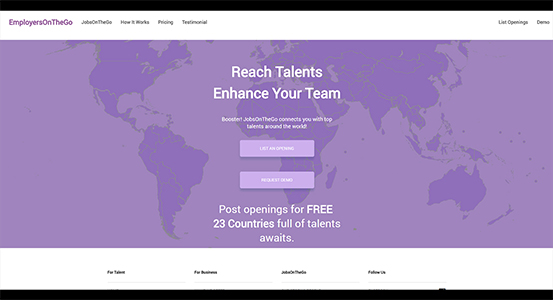 EmployersOnTheGo JobsOnTheGo How It Works Pricing Testimonial List Openings Demo
Reach Talents
Enhance Your Team
Booster! JobsOnTheGo connects you with top
talents around the world!
LIST AN OPENING
REQUEST DEMO
Post openings for FREE
23 Countries full of talents
awaits.
For Talent For Business JobsOnTheGo Follow Us